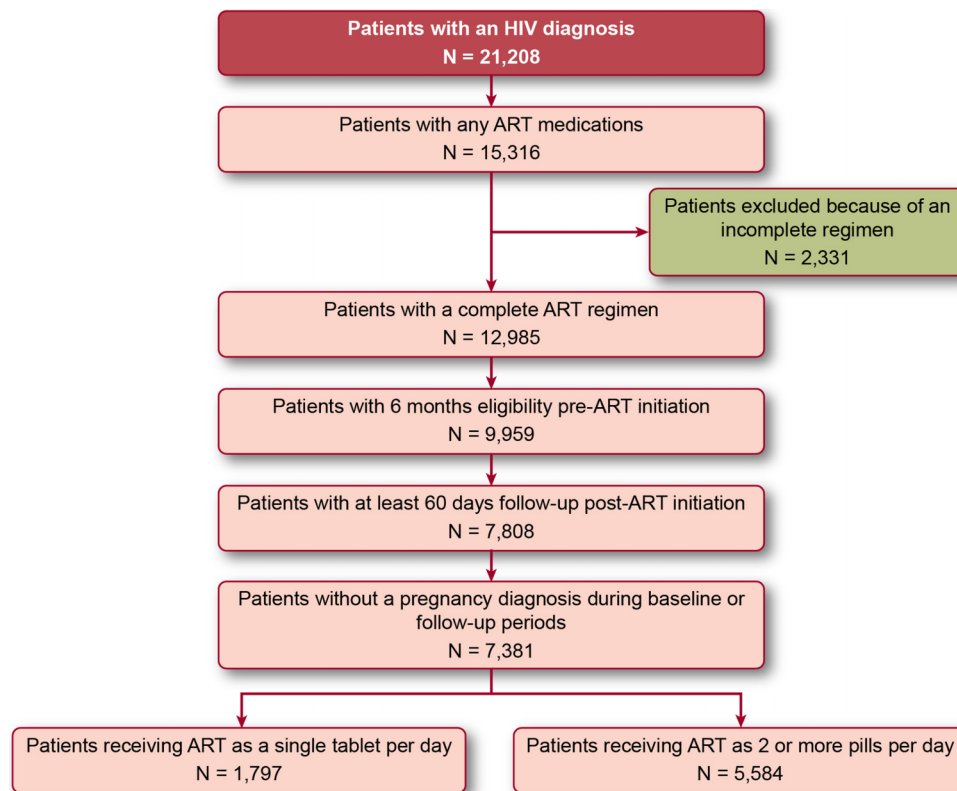 Patients with an HIV diagnosis
N = 21,208
Patients with any ART medications
N = 15,316
Patients excluded because of an
incomplete regimen
N = 2,331
Patients with a complete ART regimen
N = 12,985
Patients with 6 months eligibility pre-ART initiation
N = 9,959
Patients with at least 60 days follow-up post-ART initiation
N = 7,808
Patients without a pregnancy diagnosis during baseline or
follow-up periods
N = 7,381
Patients receiving ART as a single tablet per day
N = 1,797
Patients receiving ART as 2 or more pills per day
N = 5,584